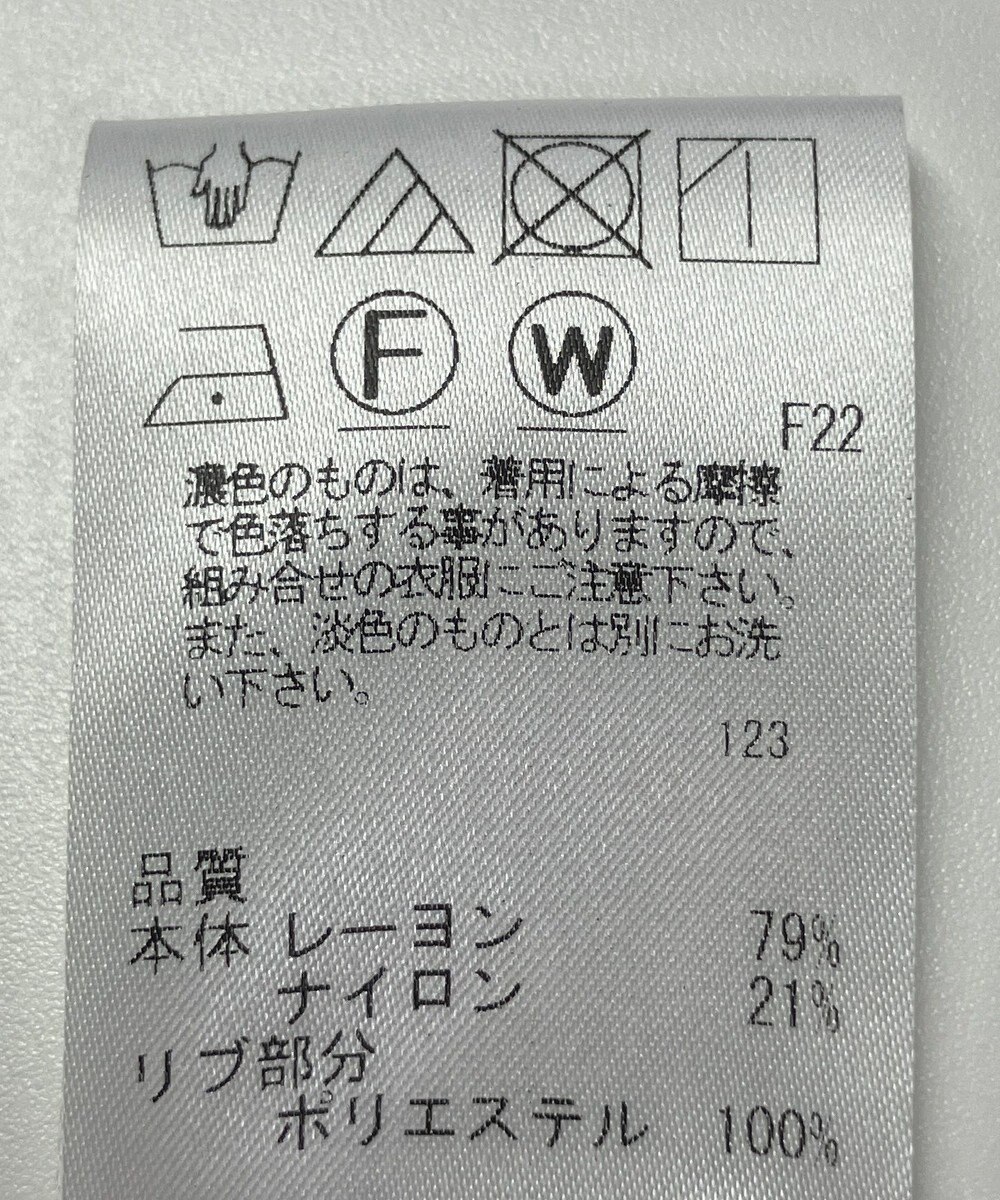 F
W
F22
濃色のものは、着用による摩擦
で色落ちする事がありますので、
組み合せの衣服にご注意下さい。
また、淡色のものとは別にお洗
い下さい。
123
品質
本体 レーヨン 79%
ナイロン 21%
リブ部分
ポリエステル 100%